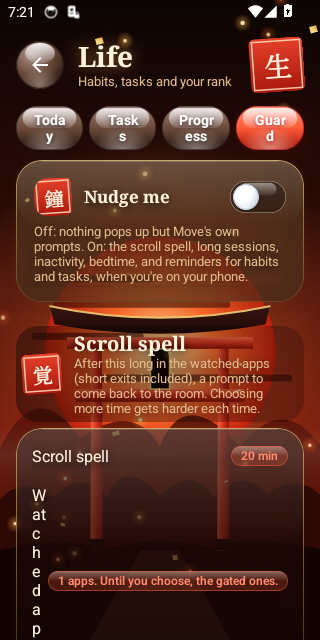 7:21
Life
Habits, tasks and your rank
生
Toda
y
Task
s
Progr
ess
Guar
d
鐘
Nudge me
Off: nothing pops up but Move's own
prompts. On: the scroll spell, long sessions,
inactivity, bedtime, and reminders for habits
and tasks, when you're on your phone.
覚
Scroll spell
After this long in the watched-apps
(short exits included), a prompt to
come back to the room. Choosing
more time gets harder each time.
Scroll spell
20 min
W
at
c
h
e
d
a
p
1 apps. Until you choose, the gated ones.